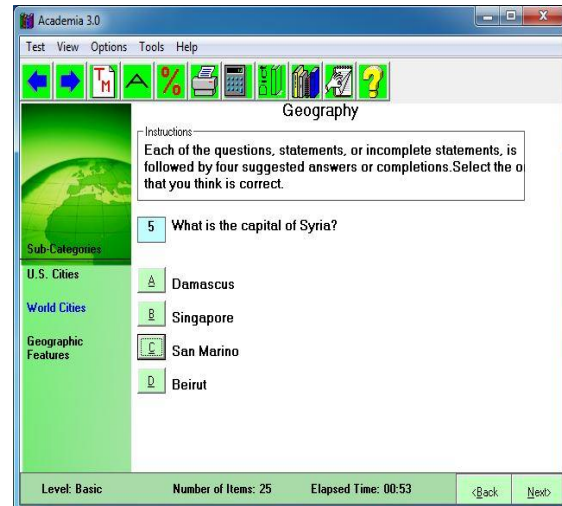 Academia 3.0
Test View Options Tools Help
TM %
Geography
Instructions
Each of the questions, statements, or incomplete statements, is
followed by four suggested answers or completions.Select the o
that you think is correct.
5 What is the capital of Syria?
Sub-Categories
U.S. Cities
World Cities
Geographic
Features
A Damascus
B Singapore
C San Marino
D Beirut
Level: Basic Number of Items: 25 Elapsed Time: 00:53 <Back Next>